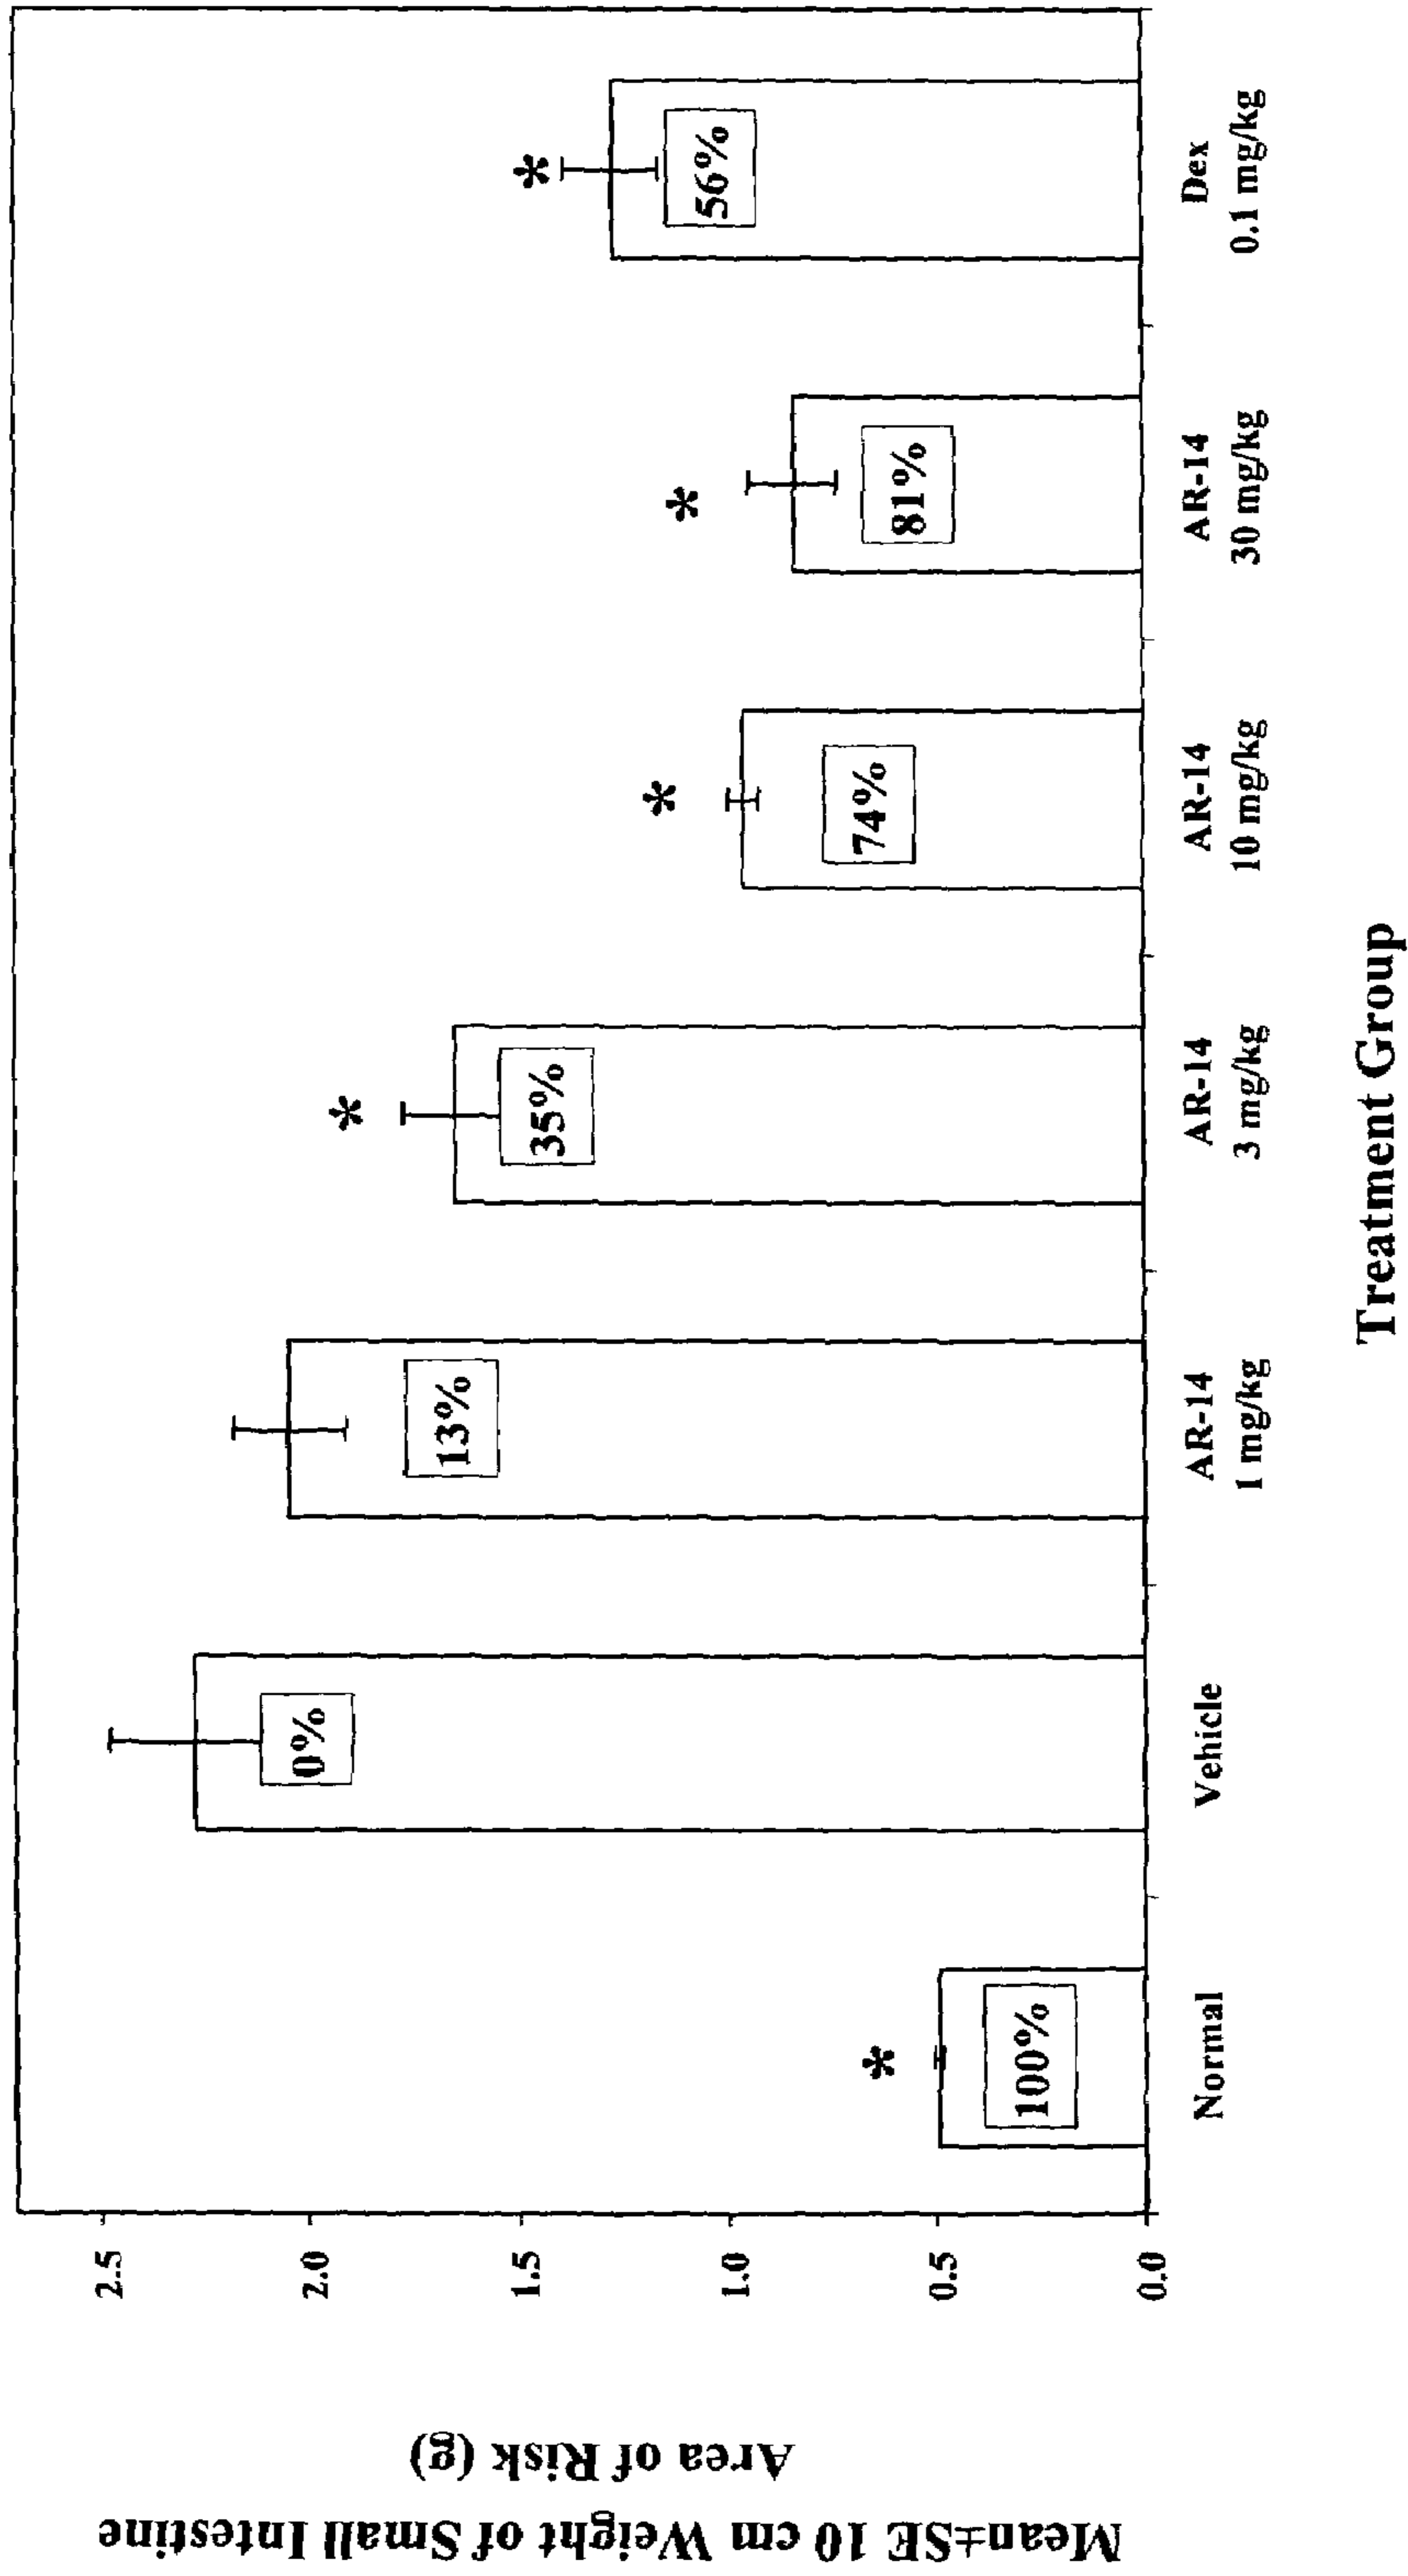 Mean±SE 10 cm Weight of Small Intestine
Area of Risk (g)
2.5
2.0
1.5
1.0
0.5
0.0
*
100%
0%
13%
*
35%
*
74%
*
81%
*
56%
Normal
Vehicle
AR-14
1 mg/kg
AR-14
3 mg/kg
AR-14
10 mg/kg
AR-14
30 mg/kg
Dex
0.1 mg/kg
Treatment Group